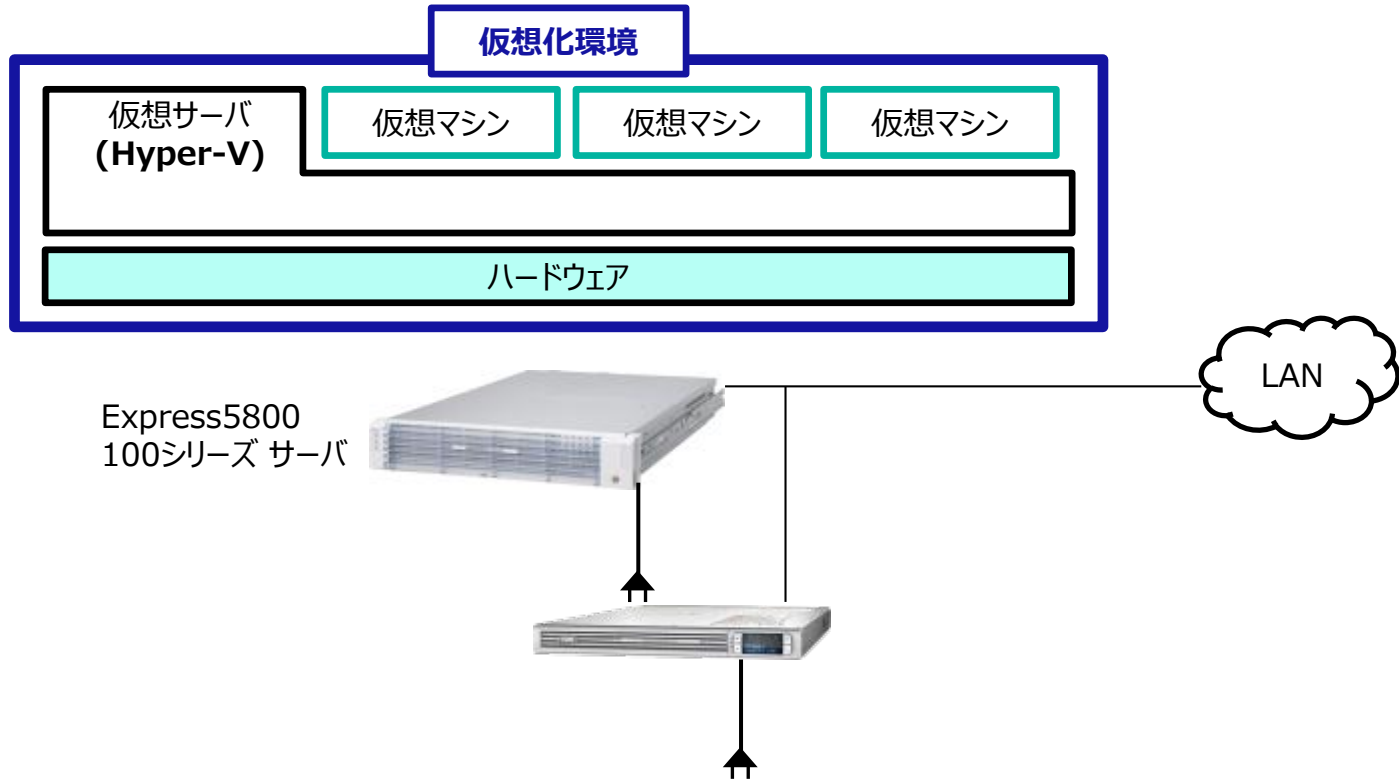 仮想化環境
仮想サーバ
(Hyper-V)
仮想マシン
仮想マシン
仮想マシン
ハードウェア
LAN
Express5800
100シリーズ サーバ